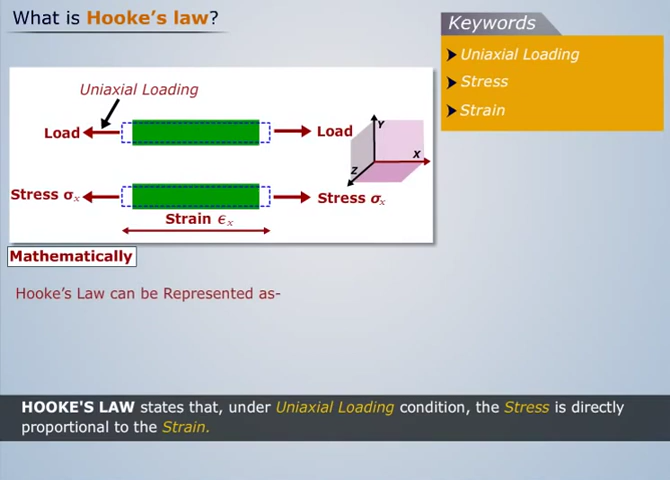 What is Hooke's law?
Keywords
Uniaxial Loading
Stress
Strain
Uniaxial Loading
Load
Load
Y
X
Z
Stress σx
Stress σx
Strain ϵx
Mathematically
Hooke's Law can be Represented as-
HOOKE'S LAW states that, under Uniaxial Loading condition, the Stress is directly
proportional to the Strain.